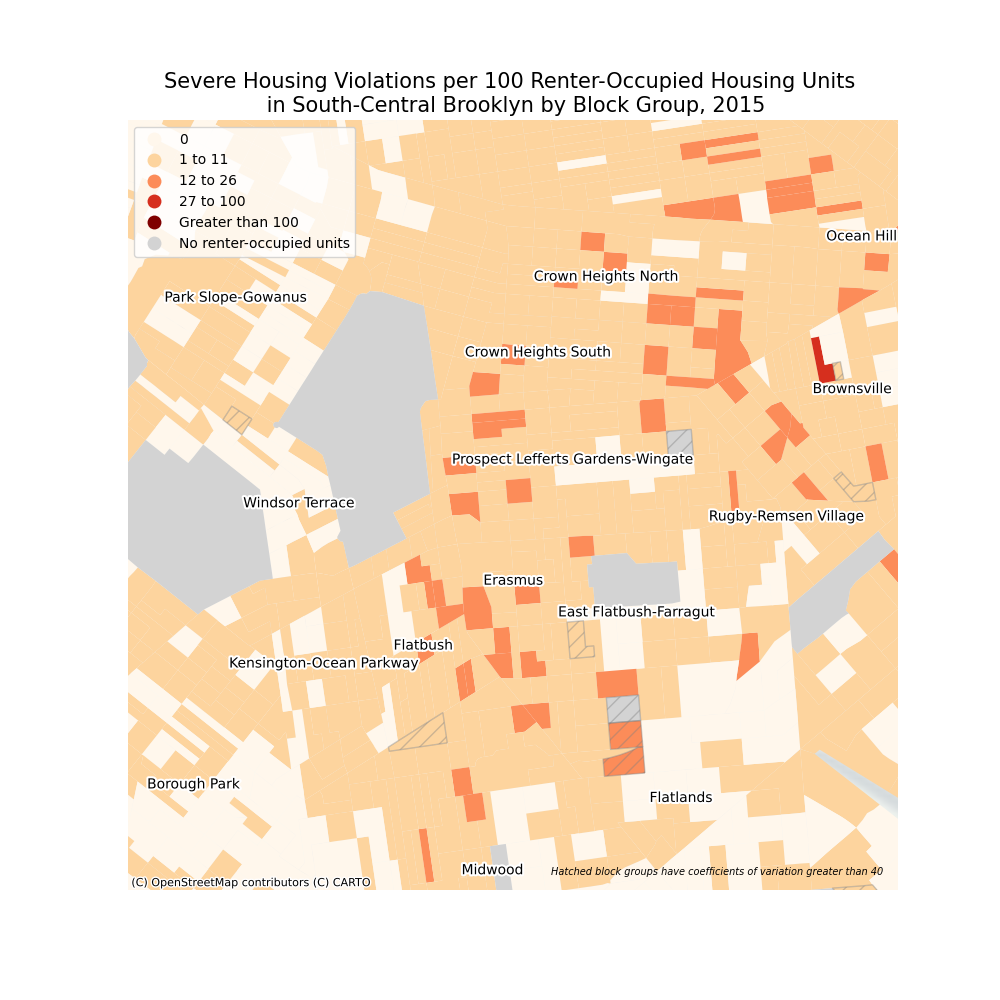 Severe Housing Violations per 100 Renter-Occupied Housing Units
in South-Central Brooklyn by Block Group, 2015
0
1 to 11
12 to 26
27 to 100
Greater than 100
No renter-occupied units
Ocean Hill
Crown Heights North
Park Slope-Gowanus
Crown Heights South
Brownsville
Prospect Lefferts Gardens-Wingate
Windsor Terrace
Rugby-Remsen Village
Erasmus
East Flatbush-Farragut
Flatbush
Kensington-Ocean Parkway
Borough Park
Flatlands
Midwood
Hatched block groups have coefficients of variation greater than 40
(C) OpenStreetMap contributors (C) CARTO